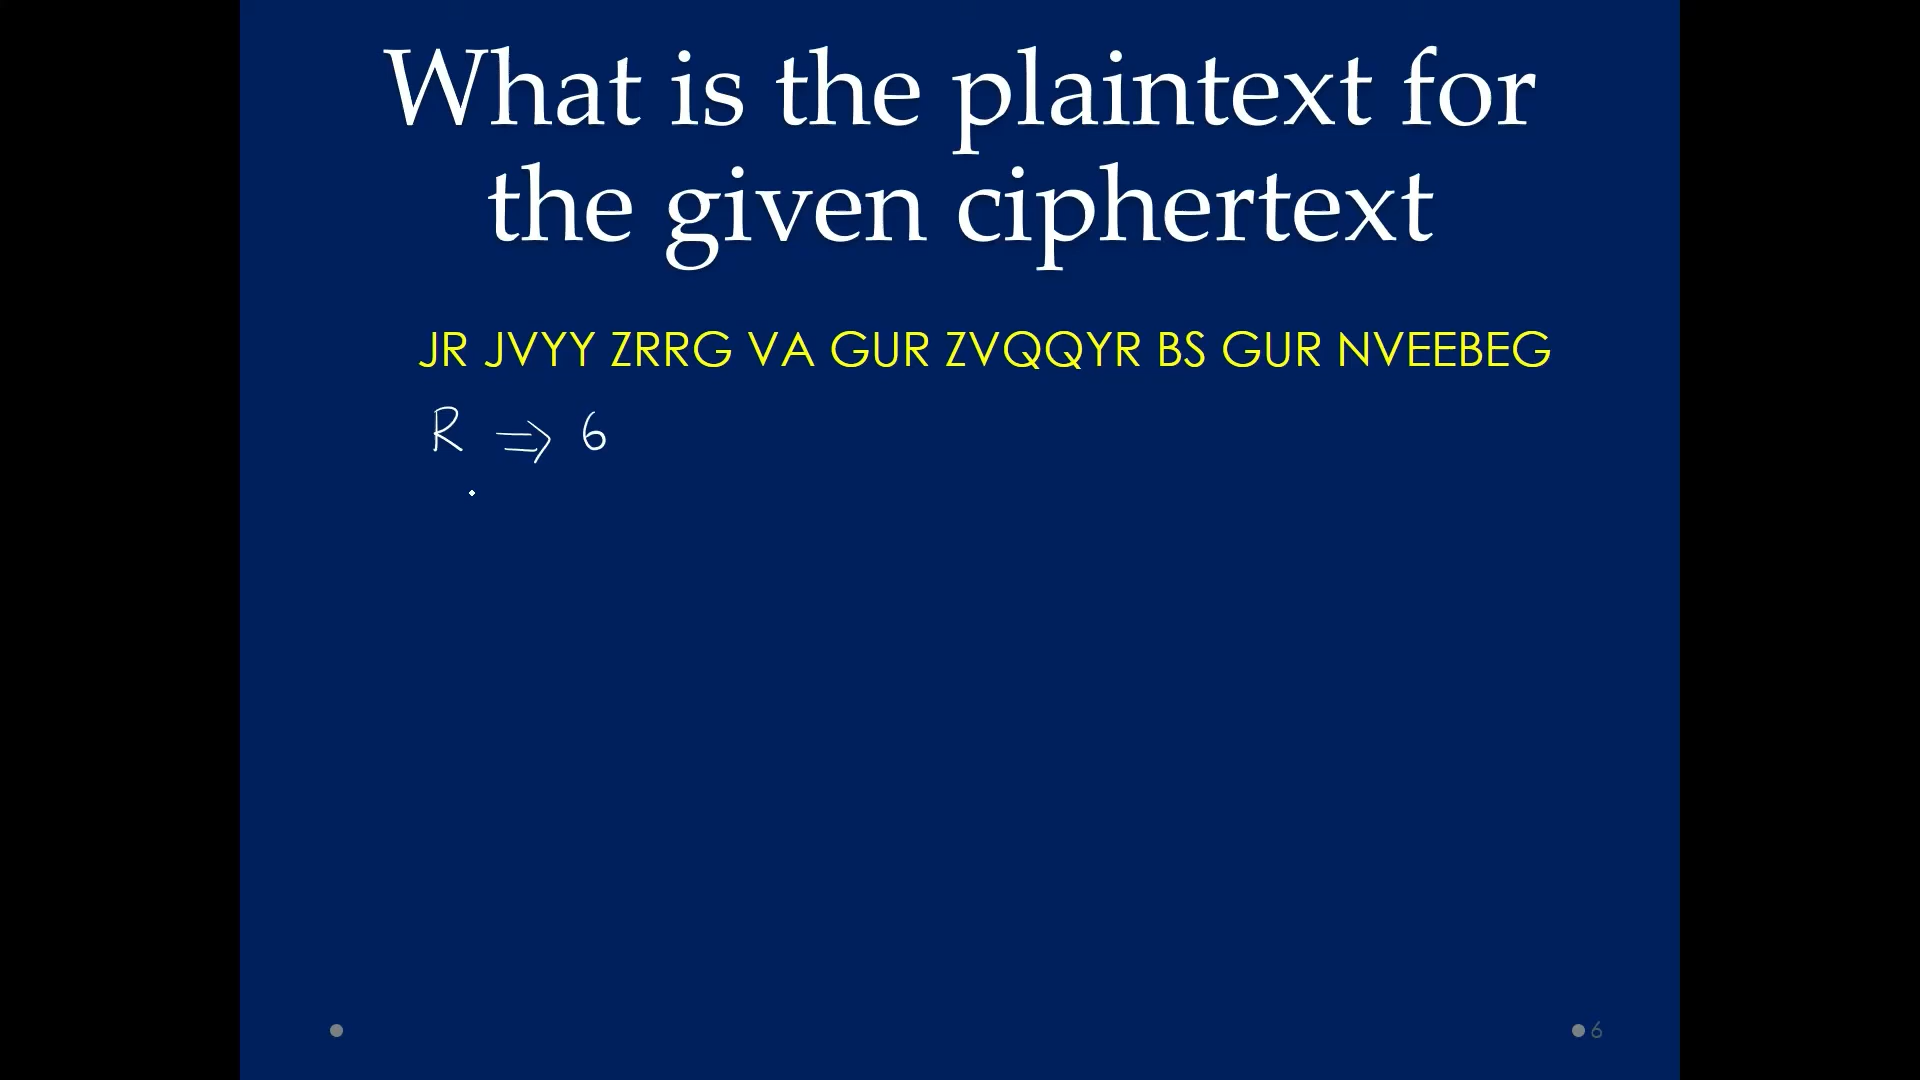 What is the plaintext for
the given ciphertext
JR JVYY ZRRG VA GUR ZVQQYR BS GUR NVEEBEG
R ⇒ 6
6